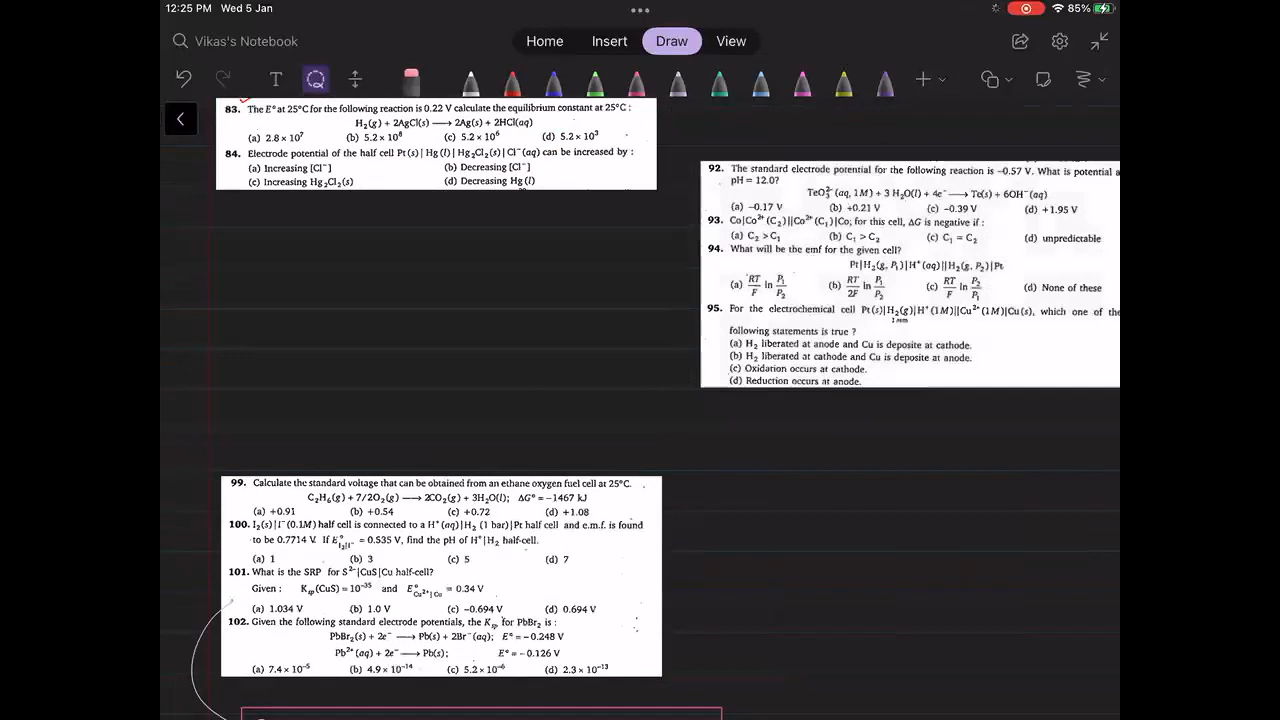 12:25 PM Wed 5 Jan
85%
Vikas's Notebook
Home Insert Draw View
83. The E° at 25°C for the following reaction is 0.22 V calculate the equilibrium constant at 25°C :
H₂(g) + 2AgCl(s) ⟶ 2Ag(s) + 2HCl(aq)
(a) 2.8 × 10⁷ (b) 5.2 × 10⁸ (c) 5.2 × 10⁶ (d) 5.2 × 10³
84. Electrode potential of the half cell Pt(s) | Hg(l) | Hg₂Cl₂(s) | Cl⁻(aq) can be increased by :
(a) Increasing [Cl⁻] (b) Decreasing [Cl⁻]
(c) Increasing Hg₂Cl₂(s) (d) Decreasing Hg(l)
92. The standard electrode potential for the following reaction is –0.57 V. What is potential a
pH = 12.0?
TeO₃²⁻(aq, 1M) + 3 H₂O(l) + 4e⁻ ⟶ Te(s) + 6OH⁻(aq)
(a) –0.17 V (b) +0.21 V (c) –0.39 V (d) +1.95 V
93. Co|Co²⁺(C₂)||Co²⁺(C₁)|Co; for this cell, ΔG is negative if :
(a) C₂ > C₁ (b) C₁ > C₂ (c) C₁ = C₂ (d) unpredictable
94. What will be the emf for the given cell?
Pt|H₂(g, P₁)|H⁺(aq)||H₂(g, P₂)|Pt
(a) RT/F ln P₁/P₂ (b) RT/2F ln P₁/P₂ (c) RT/F ln P₂/P₁ (d) None of these
95. For the electrochemical cell Pt(s)|H₂(g)|H⁺(1M)||Cu²⁺(1M)|Cu(s), which one of the
following statements is true ?
(a) H₂ liberated at anode and Cu is deposite at cathode.
(b) H₂ liberated at cathode and Cu is deposite at anode.
(c) Oxidation occurs at cathode.
(d) Reduction occurs at anode.
99. Calculate the standard voltage that can be obtained from an ethane oxygen fuel cell at 25°C.
C₂H₆(g) + 7/2O₂(g) ⟶ 2CO₂(g) + 3H₂O(l); ΔG° = –1467 kJ
(a) +0.91 (b) +0.54 (c) +0.72 (d) +1.08
100. I₂(s)|I⁻(0.1M) half cell is connected to a H⁺(aq)|H₂ (1 bar)|Pt half cell and e.m.f. is found
to be 0.7714 V. If E°I₂|I⁻ = 0.535 V, find the pH of H⁺|H₂ half-cell.
(a) 1 (b) 3 (c) 5 (d) 7
101. What is the SRP for S²⁻|CuS|Cu half-cell?
Given : Kₛₚ(CuS) = 10⁻³⁵ and E°Cu²⁺|Cu = 0.34 V
(a) 1.034 V (b) 1.0 V (c) –0.694 V (d) 0.694 V
102. Given the following standard electrode potentials, the Kₛₚ for PbBr₂ is :
PbBr₂(s) + 2e⁻ ⟶ Pb(s) + 2Br⁻(aq); E° = –0.248 V
Pb²⁺(aq) + 2e⁻ ⟶ Pb(s); E° = –0.126 V
(a) 7.4 × 10⁻⁵ (b) 4.9 × 10⁻¹⁴ (c) 5.2 × 10⁻⁶ (d) 2.3 × 10⁻¹³